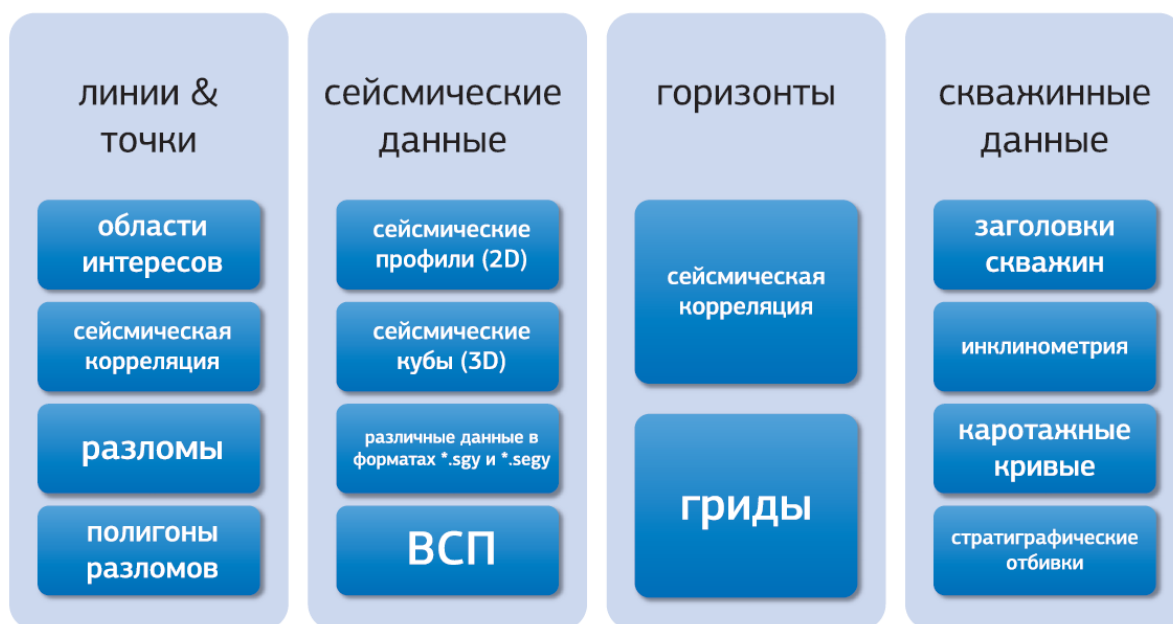 линии &
точки
области
интересов
сейсмическая
корреляция
разломы
полигоны
разломов
сейсмические
данные
сейсмические
профили (2D)
сейсмические
кубы (3D)
различные данные в
форматах *.sgy и *.segy
ВСП
горизонты
сейсмическая
корреляция
гриды
скважинные
данные
заголовки
скважин
инклинометрия
каротажные
кривые
стратиграфические
отбивки